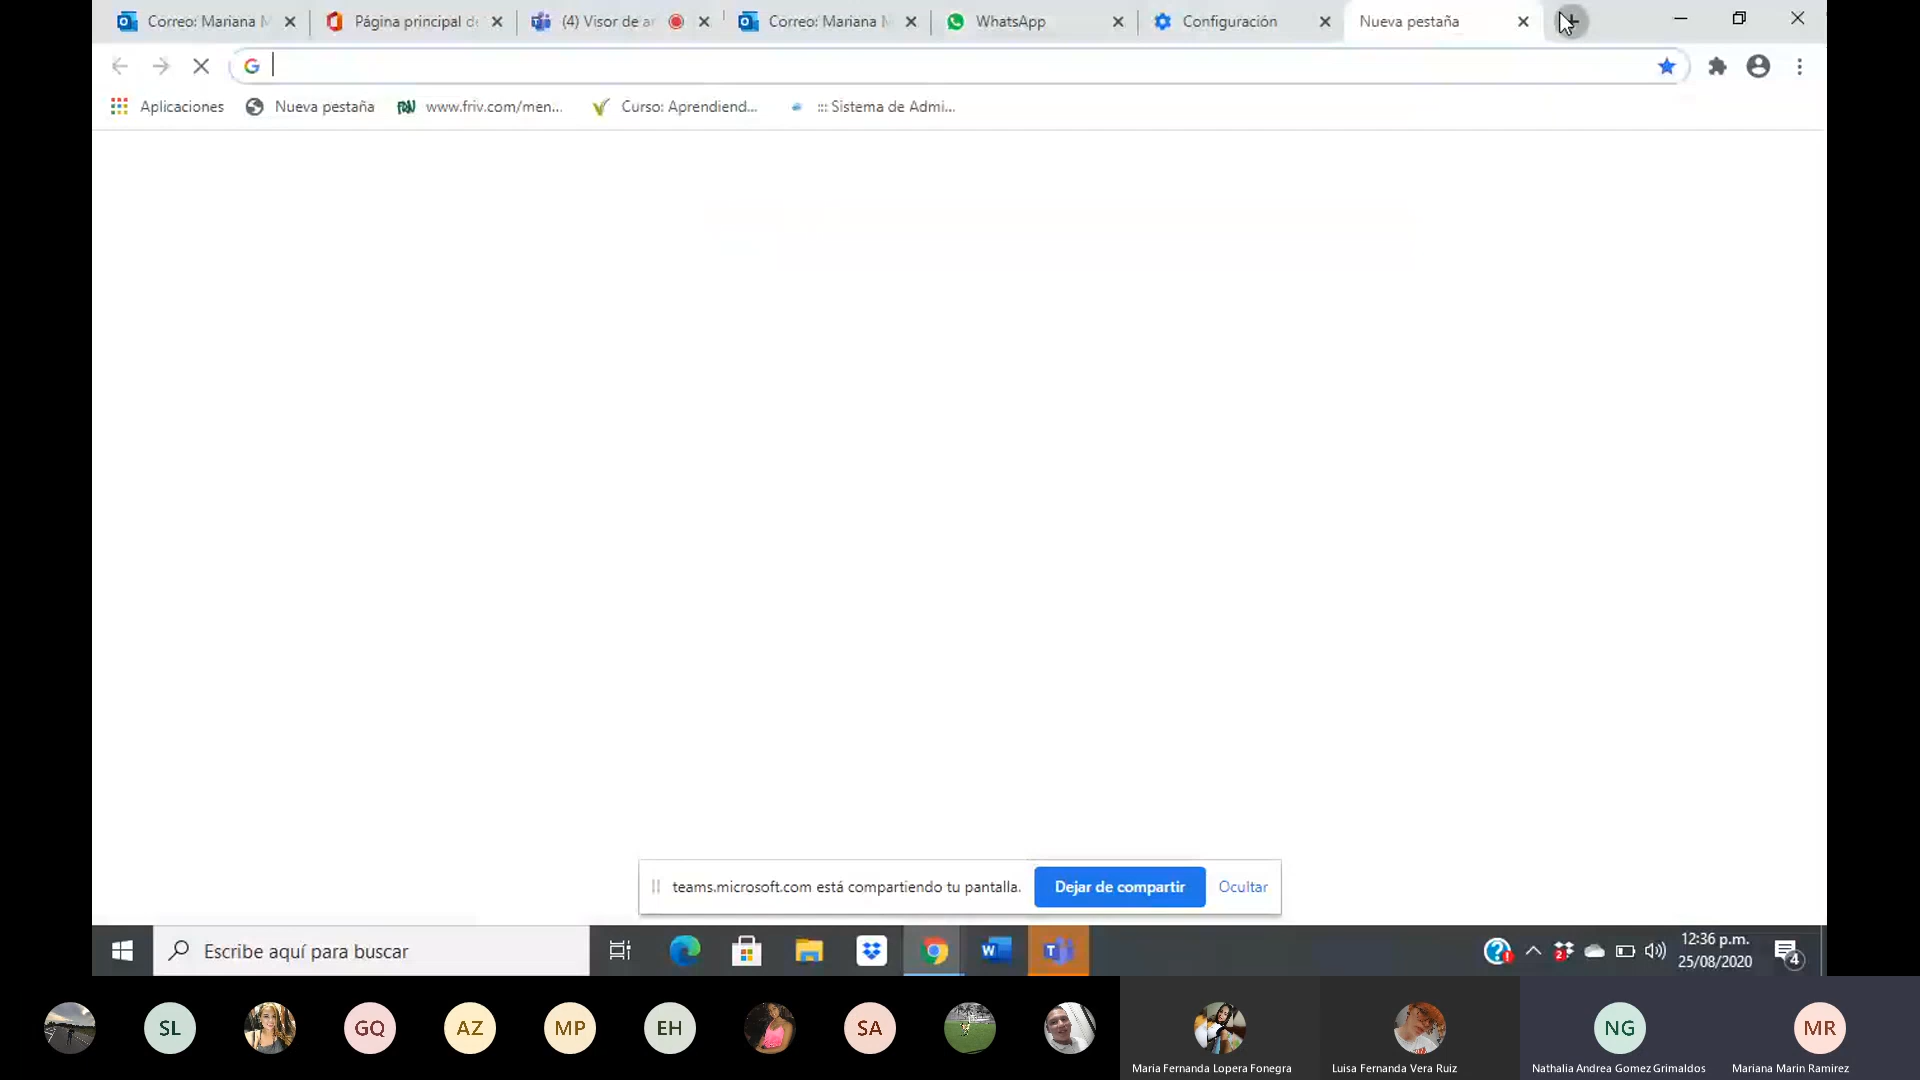 Correo: Mariana M
Página principal d
(4) Visor de ar
Correo: Mariana M
WhatsApp
Configuración
Nueva pestaña
Aplicaciones
Nueva pestaña
www.friv.com/men...
Curso: Aprendiend...
::: Sistema de Admi...
teams.microsoft.com está compartiendo tu pantalla.
Dejar de compartir
Ocultar
Escribe aquí para buscar
12:36 p.m.
25/08/2020
2
4
SL
GQ
AZ
MP
EH
SA
NG
MR
Maria Fernanda Lopera Fonegra
Luisa Fernanda Vera Ruiz
Nathalia Andrea Gomez Grimaldos
Mariana Marin Ramirez